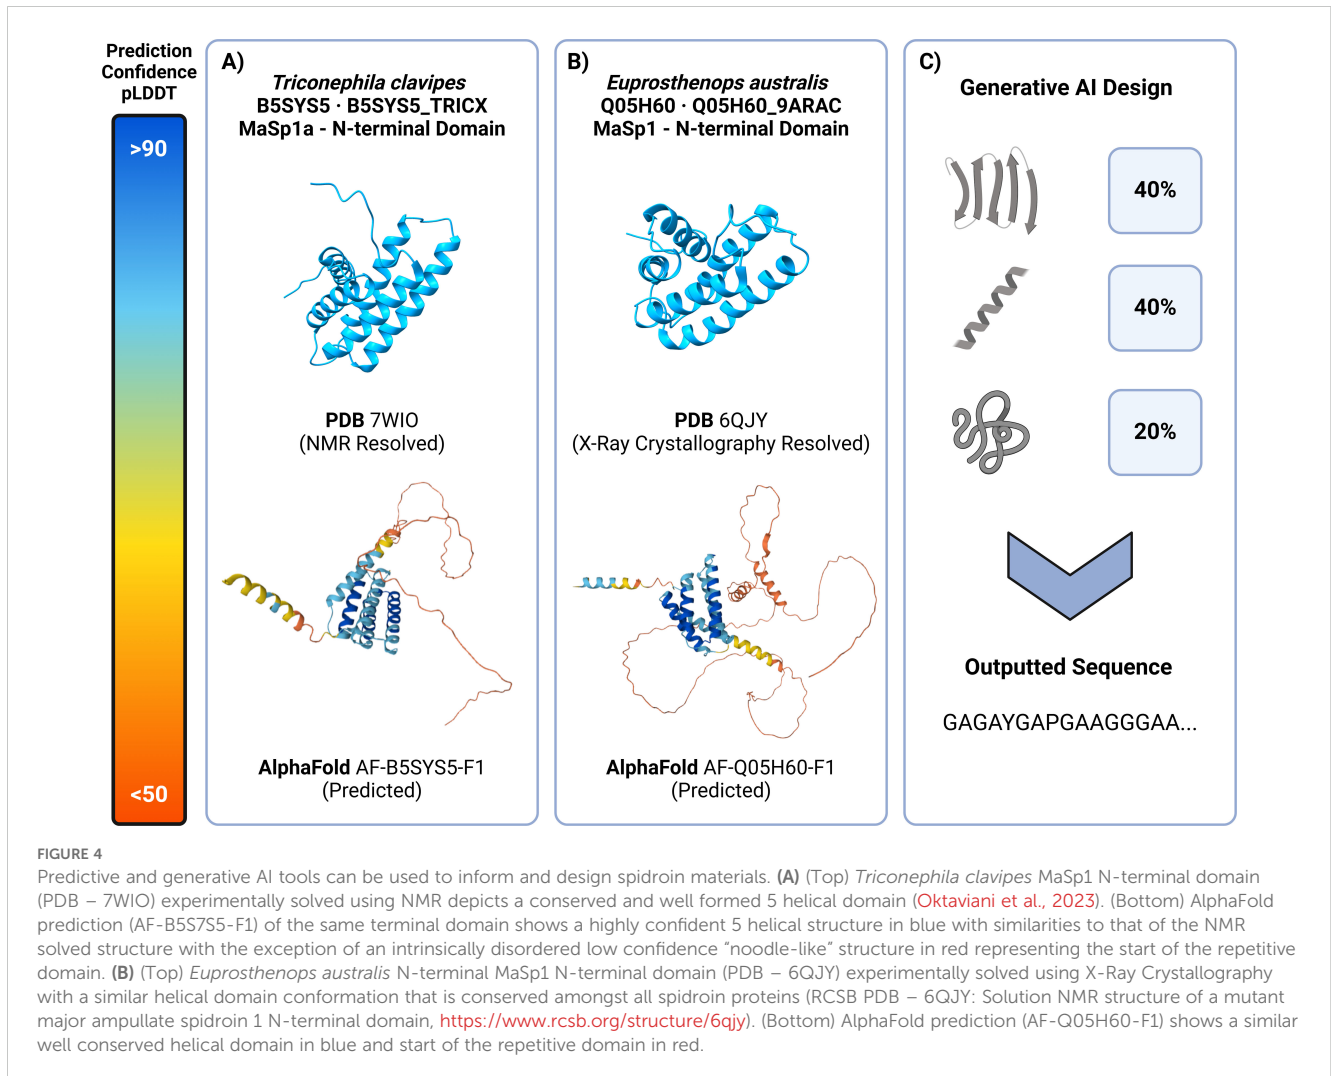 Prediction
Confidence
pLDDT
>90
<50
A)
Triconephila clavipes
B5SYS5 · B5SYS5_TRICX
MaSp1a - N-terminal Domain
PDB 7WIO
(NMR Resolved)
AlphaFold AF-B5SYS5-F1
(Predicted)
B)
Euprosthenops australis
Q05H60 · Q05H60_9ARAC
MaSp1 - N-terminal Domain
PDB 6QJY
(X-Ray Crystallography Resolved)
AlphaFold AF-Q05H60-F1
(Predicted)
C)
Generative AI Design
40%
40%
20%
Outputted Sequence
GAGAYGAPGAAGGGAA...
FIGURE 4
Predictive and generative AI tools can be used to inform and design spidroin materials. (A) (Top) Triconephila clavipes MaSp1 N-terminal domain
(PDB – 7WIO) experimentally solved using NMR depicts a conserved and well formed 5 helical domain (Oktaviani et al., 2023). (Bottom) AlphaFold
prediction (AF-B5S7S5-F1) of the same terminal domain shows a highly confident 5 helical structure in blue with similarities to that of the NMR
solved structure with the exception of an intrinsically disordered low confidence “noodle-like” structure in red representing the start of the repetitive
domain. (B) (Top) Euprosthenops australis N-terminal MaSp1 N-terminal domain (PDB – 6QJY) experimentally solved using X-Ray Crystallography
with a similar helical domain conformation that is conserved amongst all spidroin proteins (RCSB PDB – 6QJY: Solution NMR structure of a mutant
major ampullate spidroin 1 N-terminal domain, https://www.rcsb.org/structure/6qjy). (Bottom) AlphaFold prediction (AF-Q05H60-F1) shows a similar
well conserved helical domain in blue and start of the repetitive domain in red.